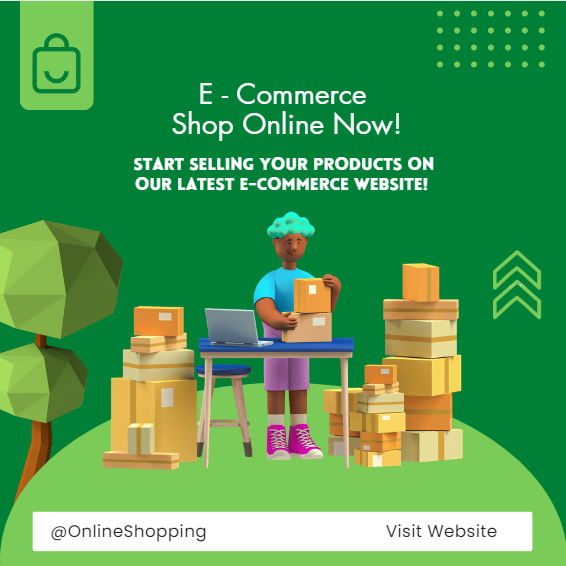 E - Commerce
Shop Online Now!
START SELLING YOUR PRODUCTS ON
OUR LATEST E-COMMERCE WEBSITE!
@OnlineShopping
Visit Website